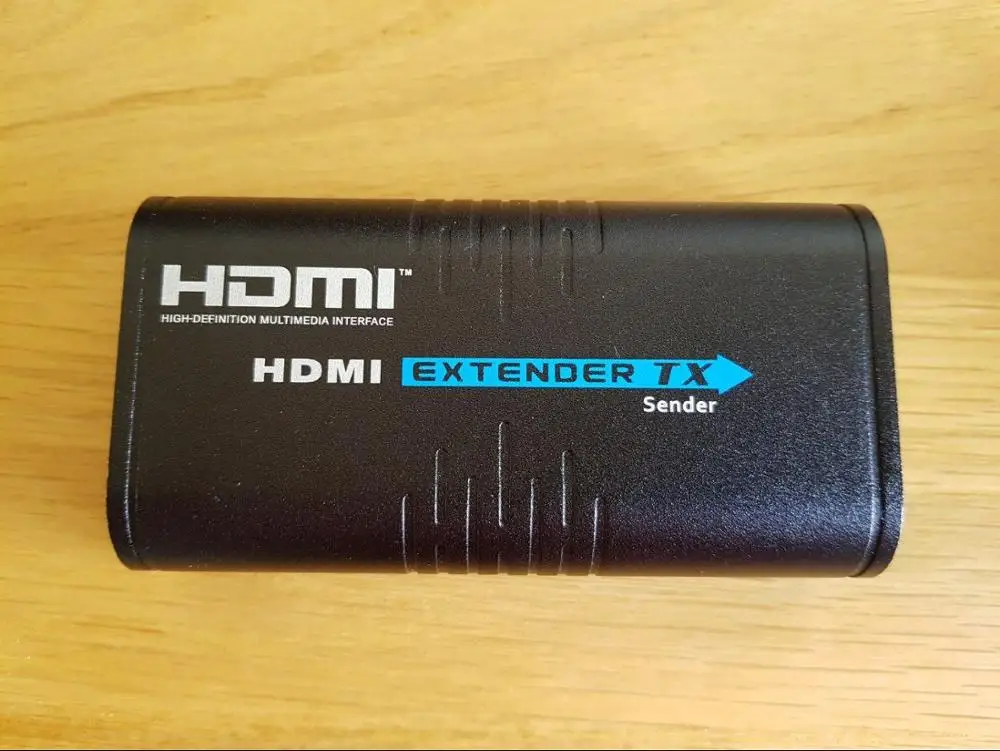 HDMI™
HIGH-DEFINITION MULTIMEDIA INTERFACE
HDMI EXTENDER TX
Sender